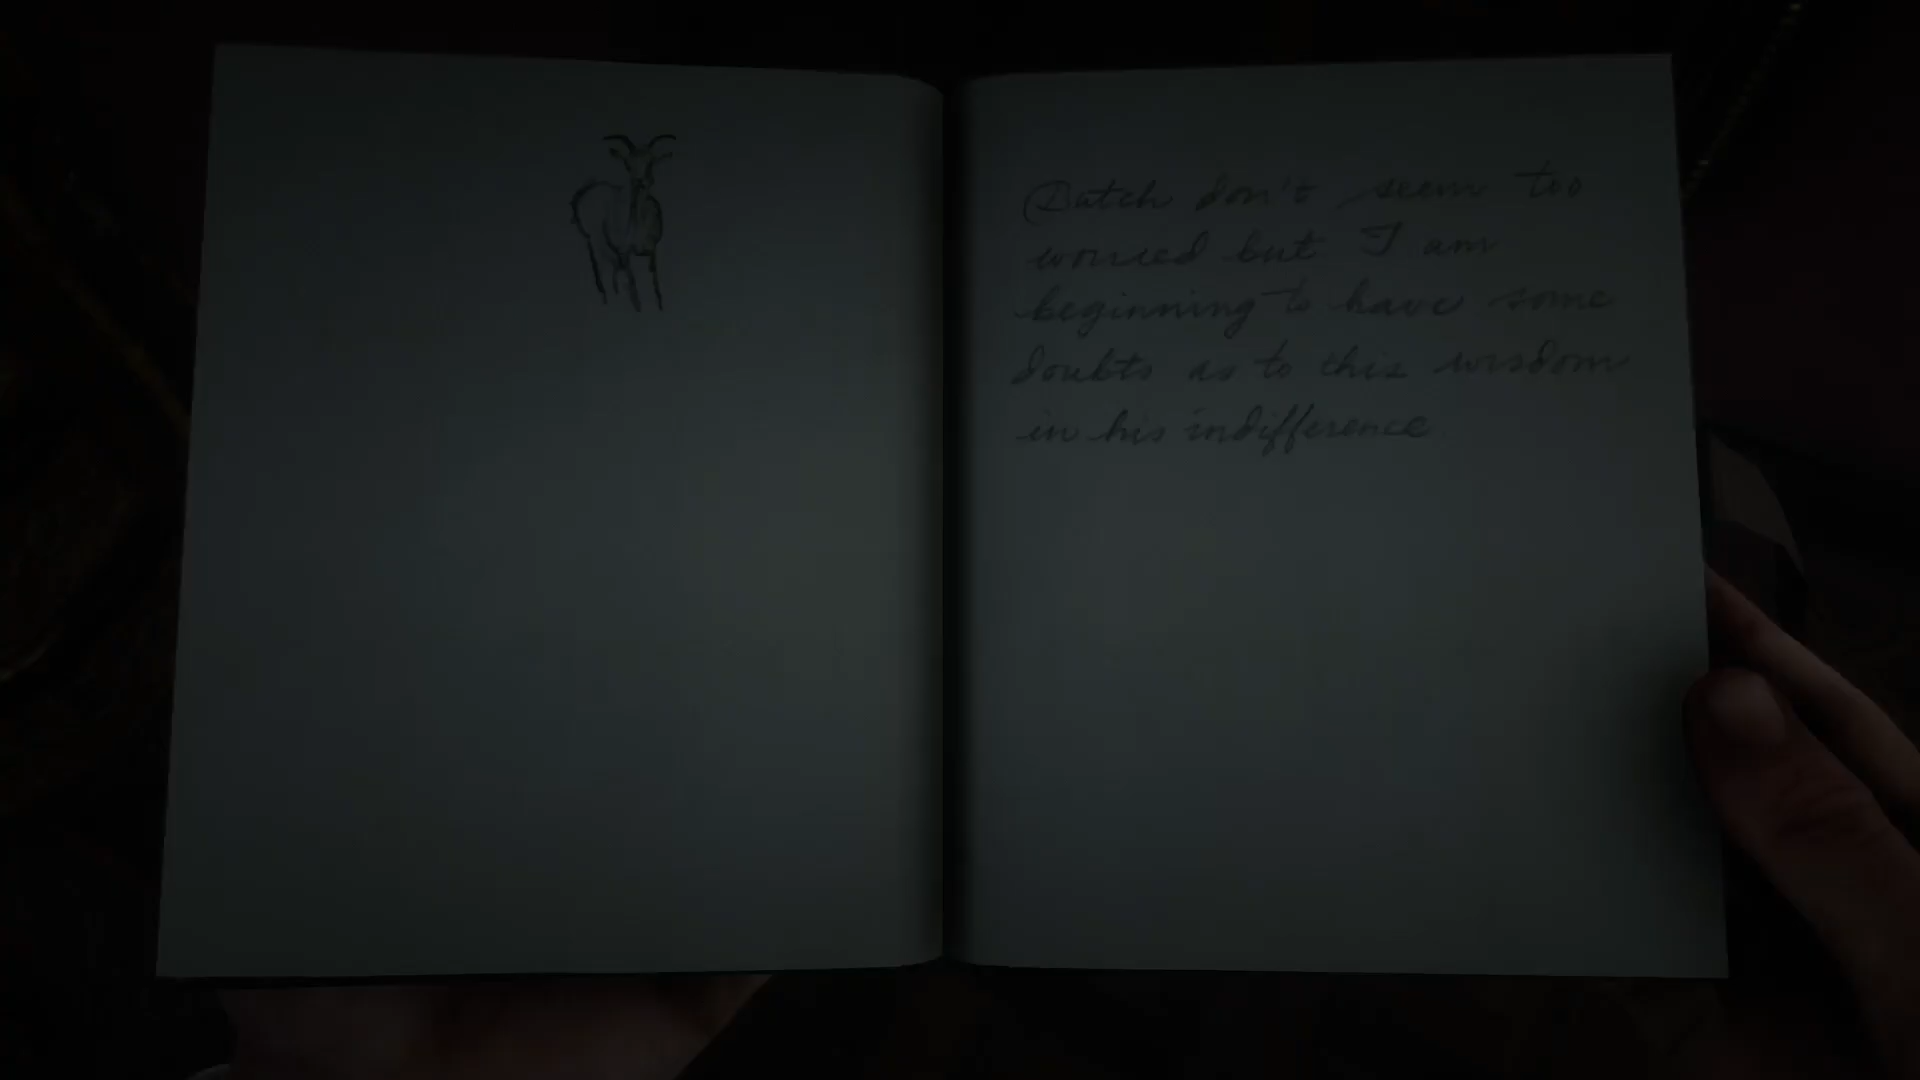 Dutch don't seem too
worried but I am
beginning to have some
doubts as to this wisdom
in his indifference